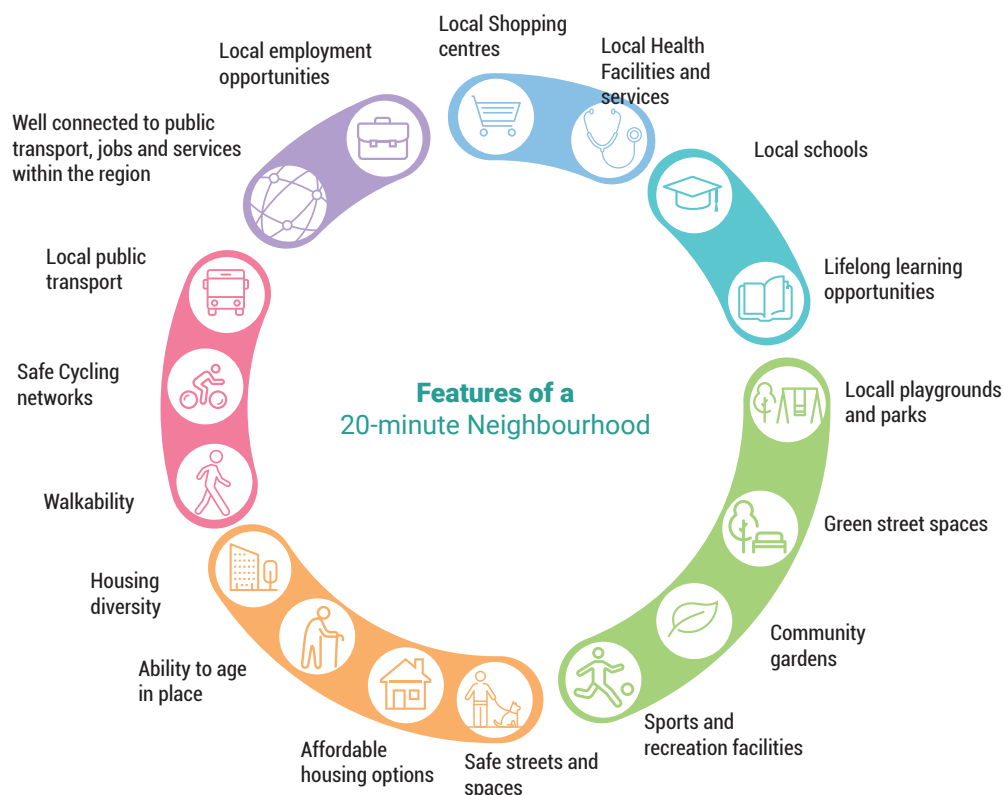 Local Shopping
centres
Local Health
Facilities and
services
Local schools
Lifelong learning
opportunities
Locall playgrounds
and parks
Green street spaces
Community
gardens
Sports and
recreation facilities
Safe streets and
spaces
Affordable
housing options
Ability to age
in place
Housing
diversity
Walkability
Safe Cycling
networks
Local public
transport
Well connected to public
transport, jobs and services
within the region
Local employment
opportunities
Features of a
20-minute Neighbourhood